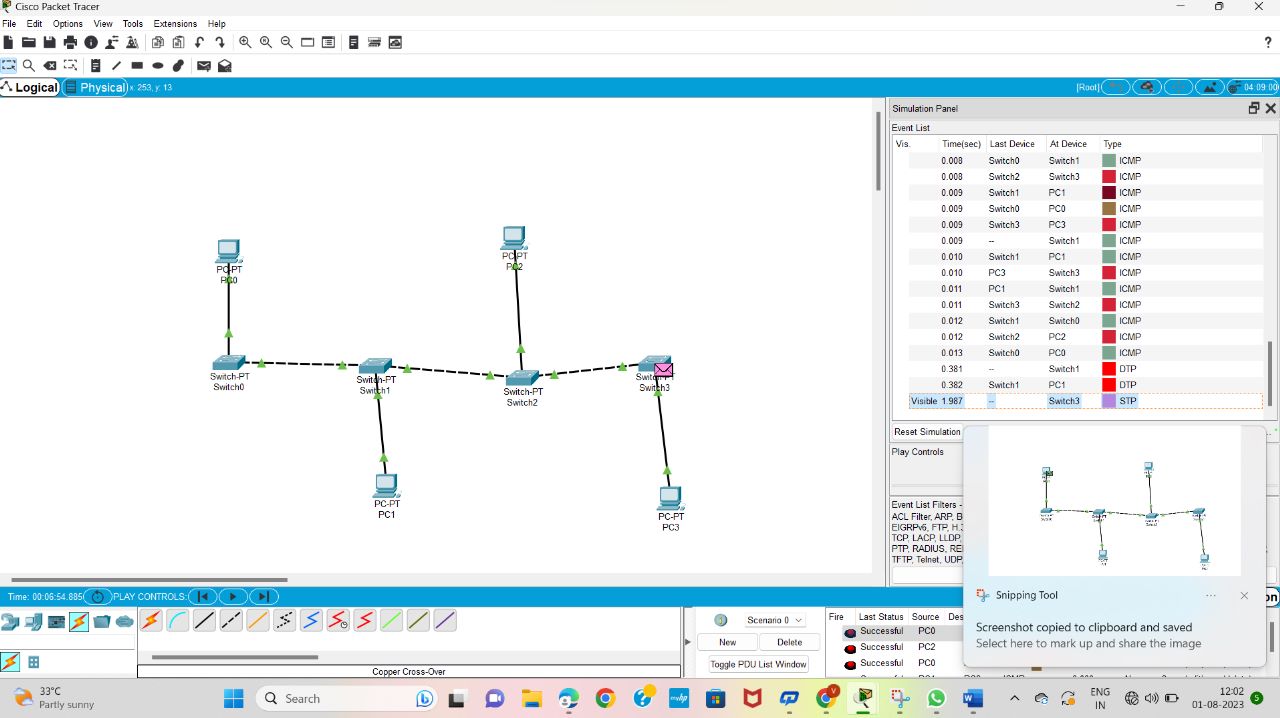 Cisco Packet Tracer
File Edit Options View Tools Extensions Help
?
Logical Physical x: 253, y: 13 [Root] 04:09:00
Simulation Panel
Event List
Vis. Time(sec) Last Device At Device Type
0.008 Switch0 Switch1 ICMP
0.008 Switch2 Switch3 ICMP
0.009 Switch1 PC1 ICMP
0.009 Switch0 PC0 ICMP
0.009 Switch3 PC3 ICMP
0.009 -- Switch1 ICMP
0.010 Switch1 PC1 ICMP
0.010 PC3 Switch3 ICMP
0.011 PC1 Switch1 ICMP
0.011 Switch3 Switch2 ICMP
0.012 Switch1 Switch0 ICMP
0.012 Switch2 PC2 ICMP
0.013 Switch0 PC0 ICMP
0.381 -- Switch1 DTP
0.382 Switch1 PC1 DTP
Visible 1.987 -- Switch3 STP
Reset Simulation
Play Controls
Event List Filters -
ACL Filter, ARP, B
EIGRPv6, FTP, H.3
TCP, LACP, LLDP,
PTP, RADIUS, RE
TFTP, Telnet, UDP,
PC-PT
PC0
PC-PT
PC2
Switch-PT
Switch0
Switch-PT
Switch1
Switch-PT
Switch2
Switch-PT
Switch3
PC-PT
PC1
PC-PT
PC3
Snipping Tool
Screenshot copied to clipboard and saved
Select here to mark up and share the image
Time: 00:06:54.885 PLAY CONTROLS:
Scenario 0
New Delete
Toggle PDU List Window
Fire Last Status Source Des
Successful PC0
Successful PC2
Successful PC0
Copper Cross-Over
33°C
Partly sunny
Search
ENG
IN
12:02
01-08-2023
5